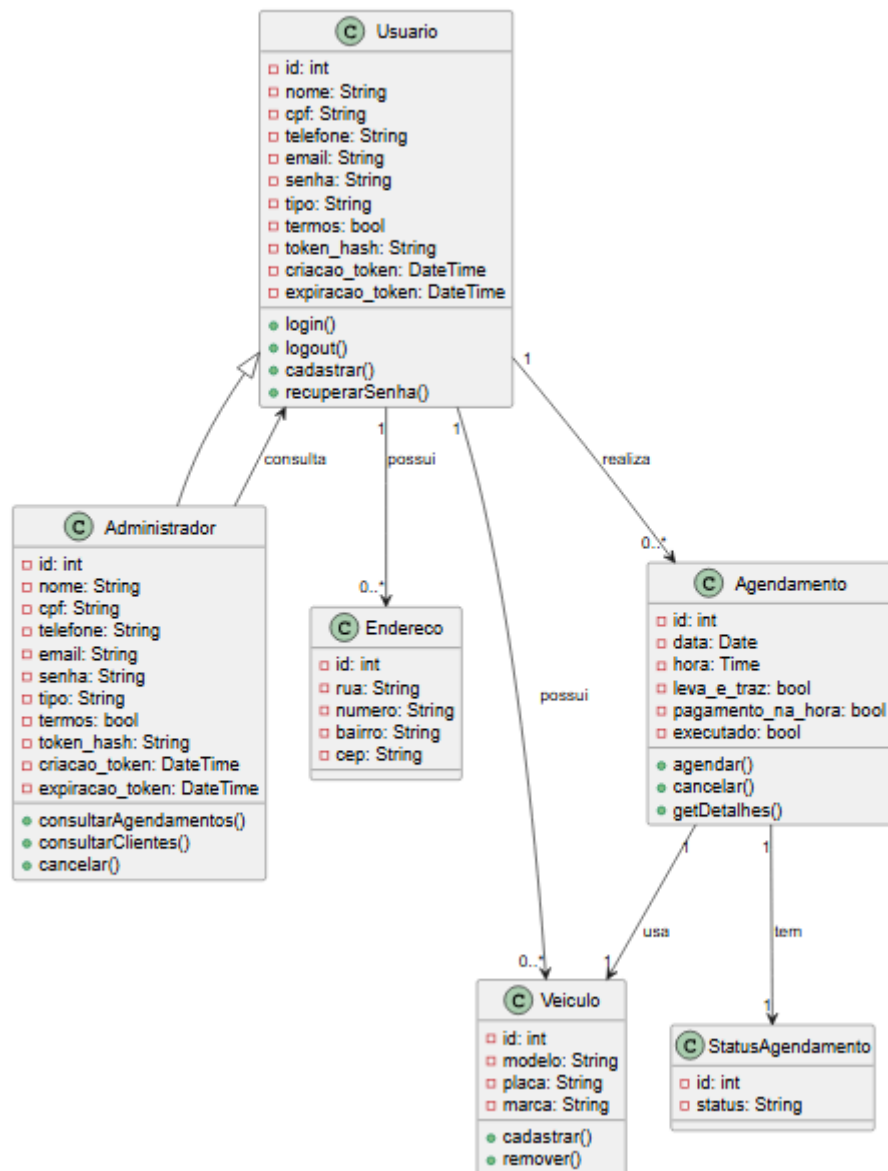 C Usuario
id: int
nome: String
cpf: String
telefone: String
email: String
senha: String
tipo: String
termos: bool
token_hash: String
criacao_token: DateTime
expiracao_token: DateTime
login()
logout()
cadastrar()
recuperarSenha()
1
1
1
1
consulta
possui
realiza
0..*
0..*
C Administrador
id: int
nome: String
cpf: String
telefone: String
email: String
senha: String
tipo: String
termos: bool
token_hash: String
criacao_token: DateTime
expiracao_token: DateTime
consultarAgendamentos()
consultarClientes()
cancelar()
C Endereco
id: int
rua: String
numero: String
bairro: String
cep: String
possui
C Agendamento
id: int
data: Date
hora: Time
leva_e_traz: bool
pagamento_na_hora: bool
executado: bool
agendar()
cancelar()
getDetalhes()
1
1
usa
tem
0..*
1
1
C Veiculo
id: int
modelo: String
placa: String
marca: String
cadastrar()
remover()
C StatusAgendamento
id: int
status: String